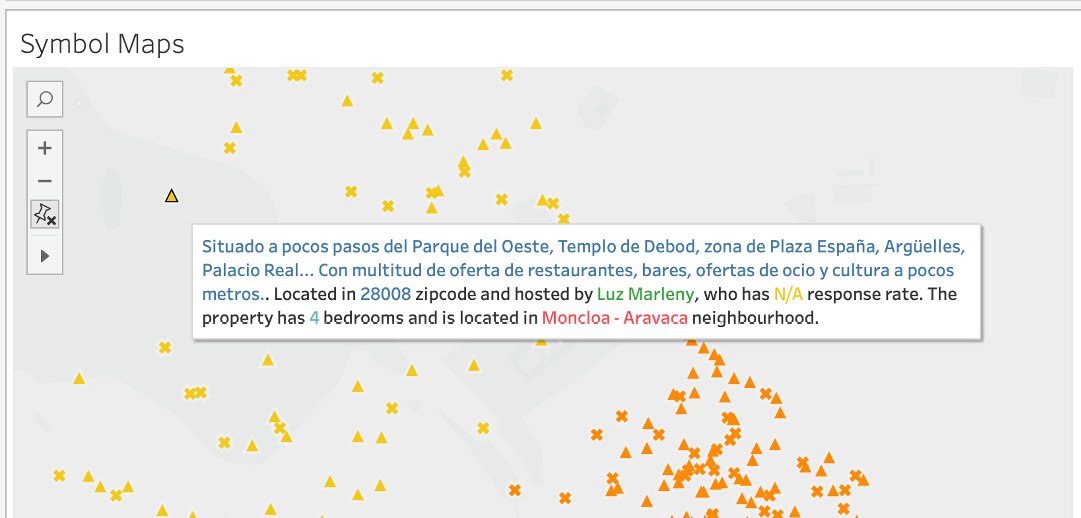 Symbol Maps
Situado a pocos pasos del Parque del Oeste, Templo de Debod, zona de Plaza España, Argüelles,
Palacio Real... Con multitud de oferta de restaurantes, bares, ofertas de ocio y cultura a pocos
metros.. Located in 28008 zipcode and hosted by Luz Marleny, who has N/A response rate. The
property has 4 bedrooms and is located in Moncloa - Aravaca neighbourhood.